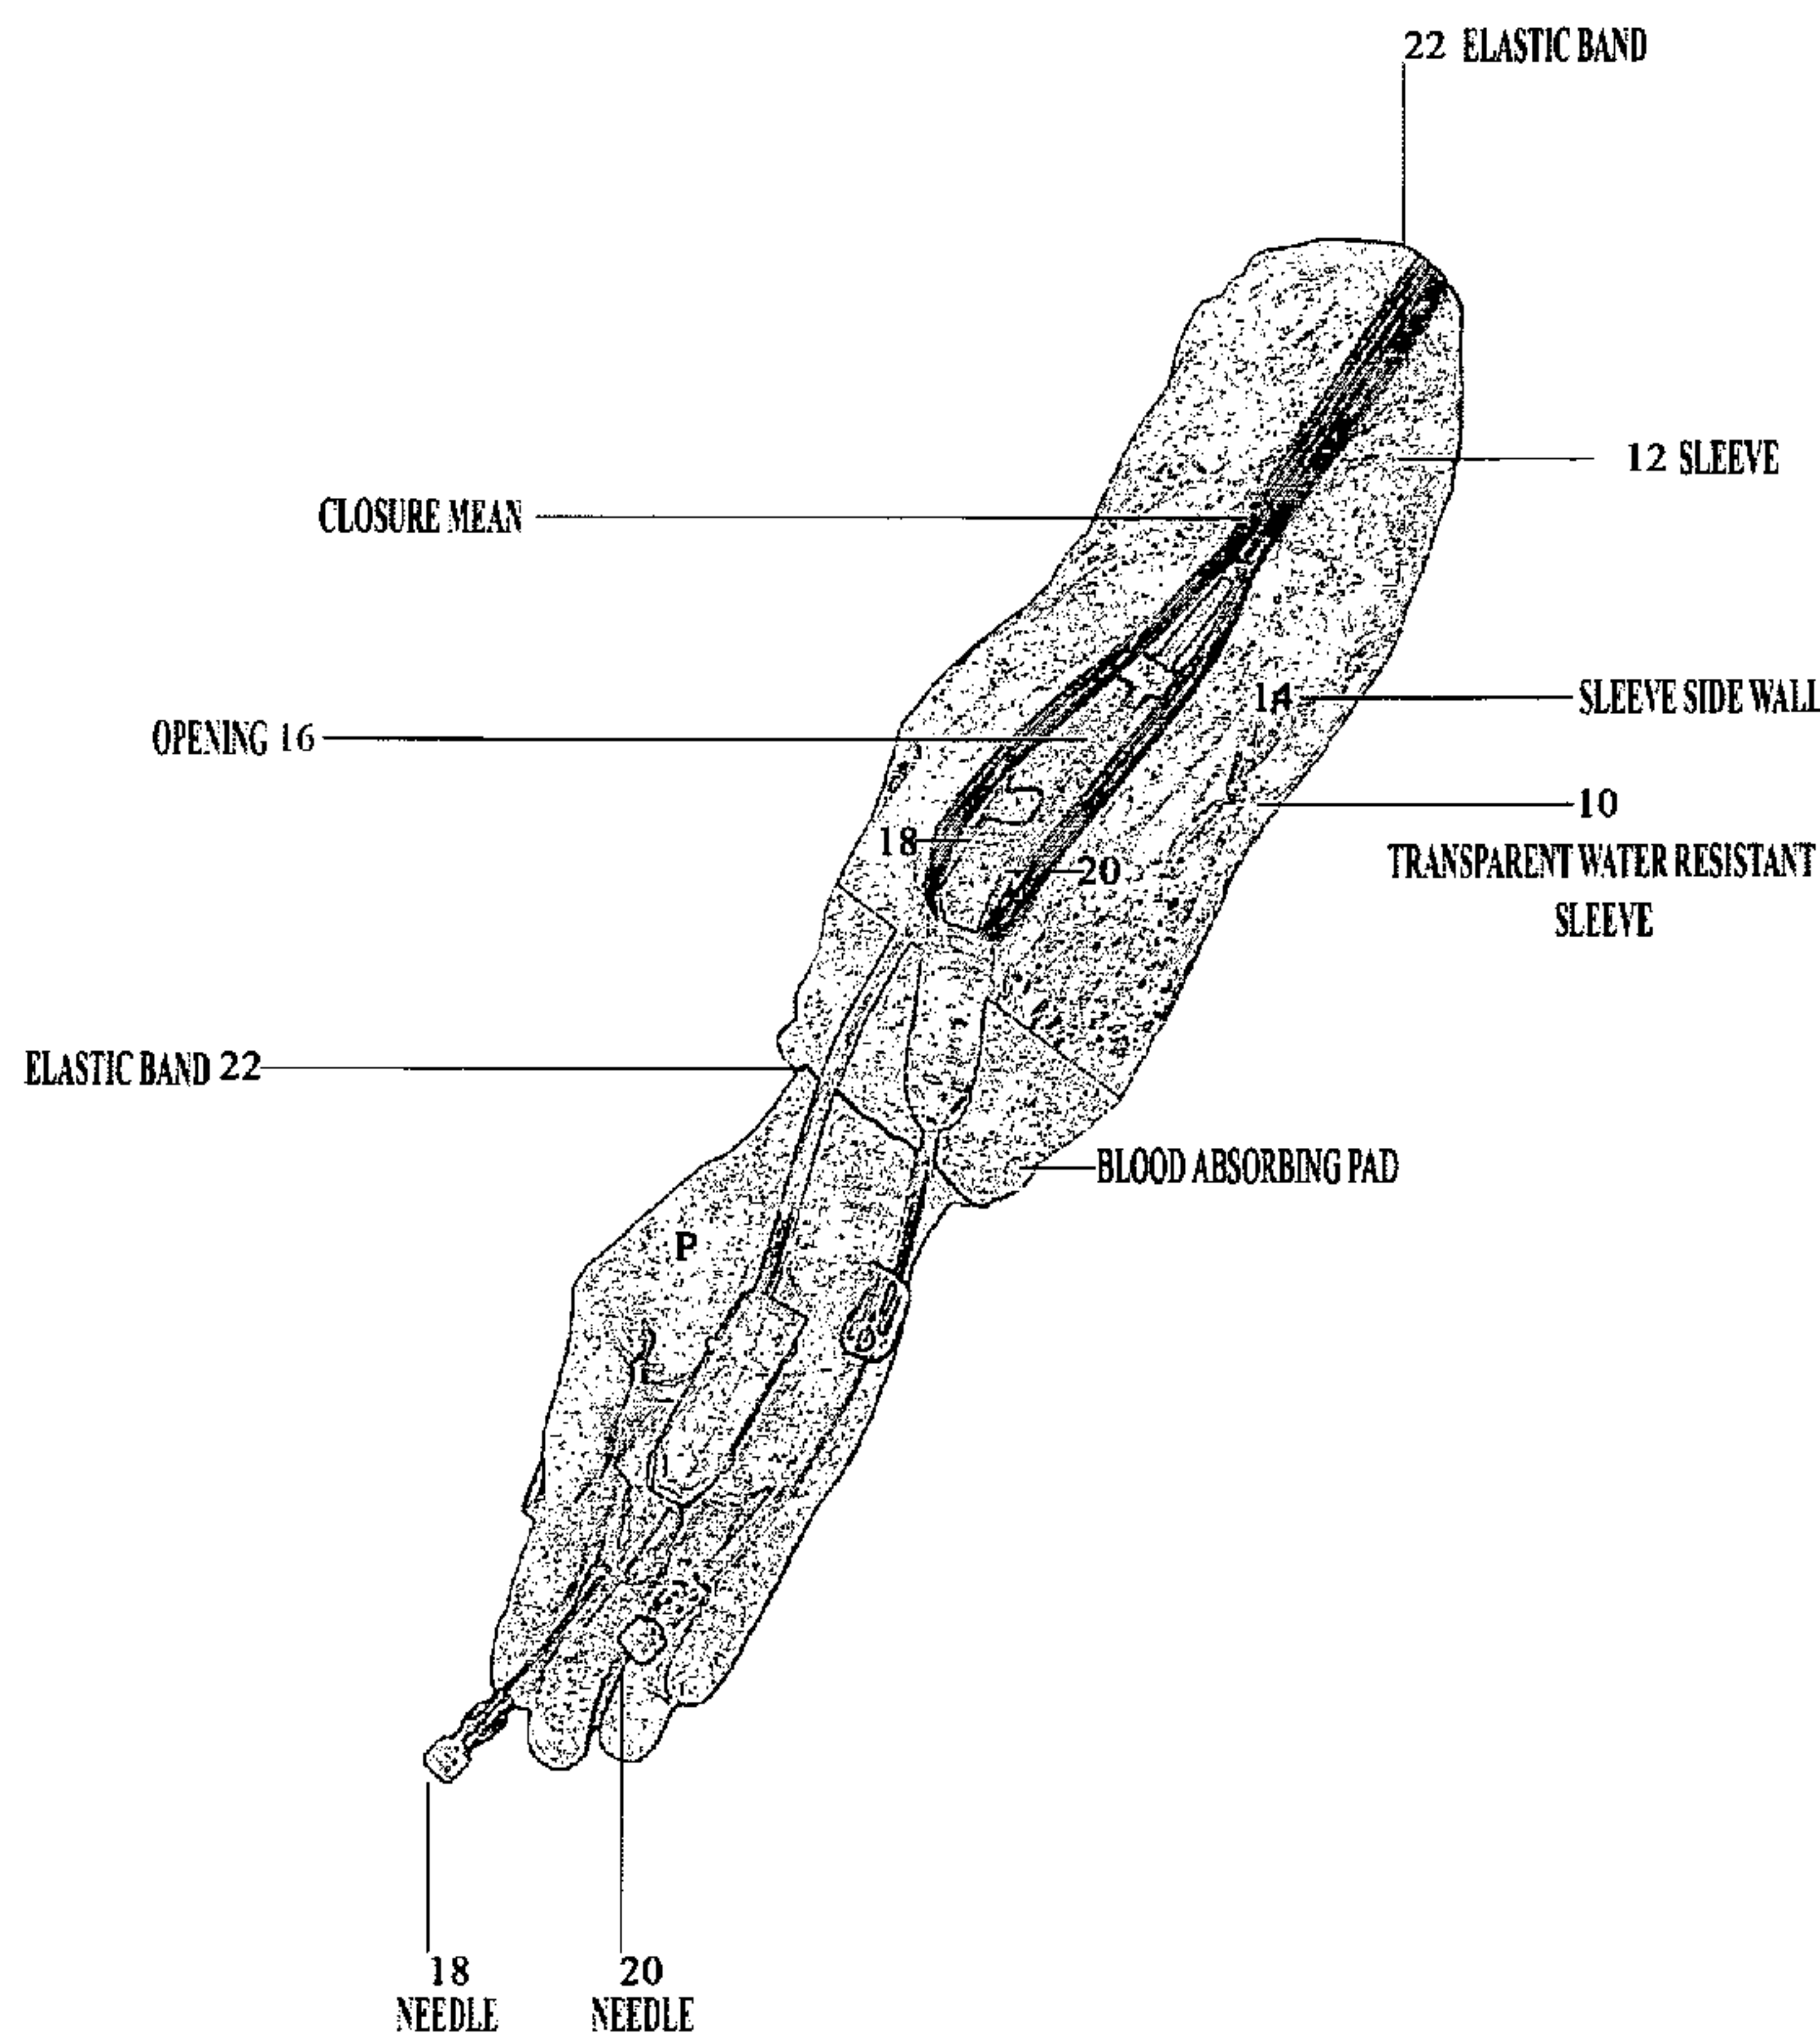 22 ELASTIC BAND
12 SLEEVE
CLOSURE MEAN
14 SLEEVE SIDE WALL
OPENING 16
10
TRANSPARENT WATER RESISTANT
SLEEVE
18
20
ELASTIC BAND 22
BLOOD ABSORBING PAD
P
18
NEEDLE
20
NEEDLE